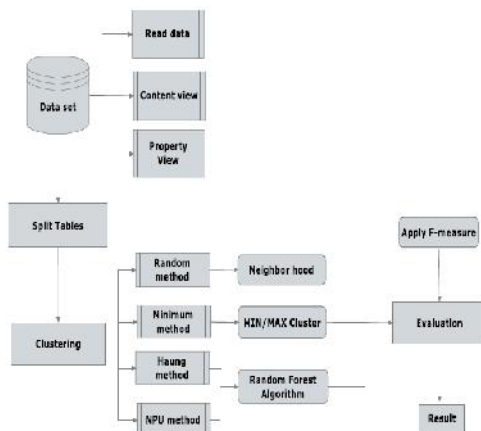 Read data
Data set
Content view
Property
View
Split Tables
Apply F-measure
Random
method
Neighbor hood
Clustering
Minimum
method
MIN/MAX Cluster
Evaluation
Haung
method
Random Forest
Algorithm
NPU method
Result